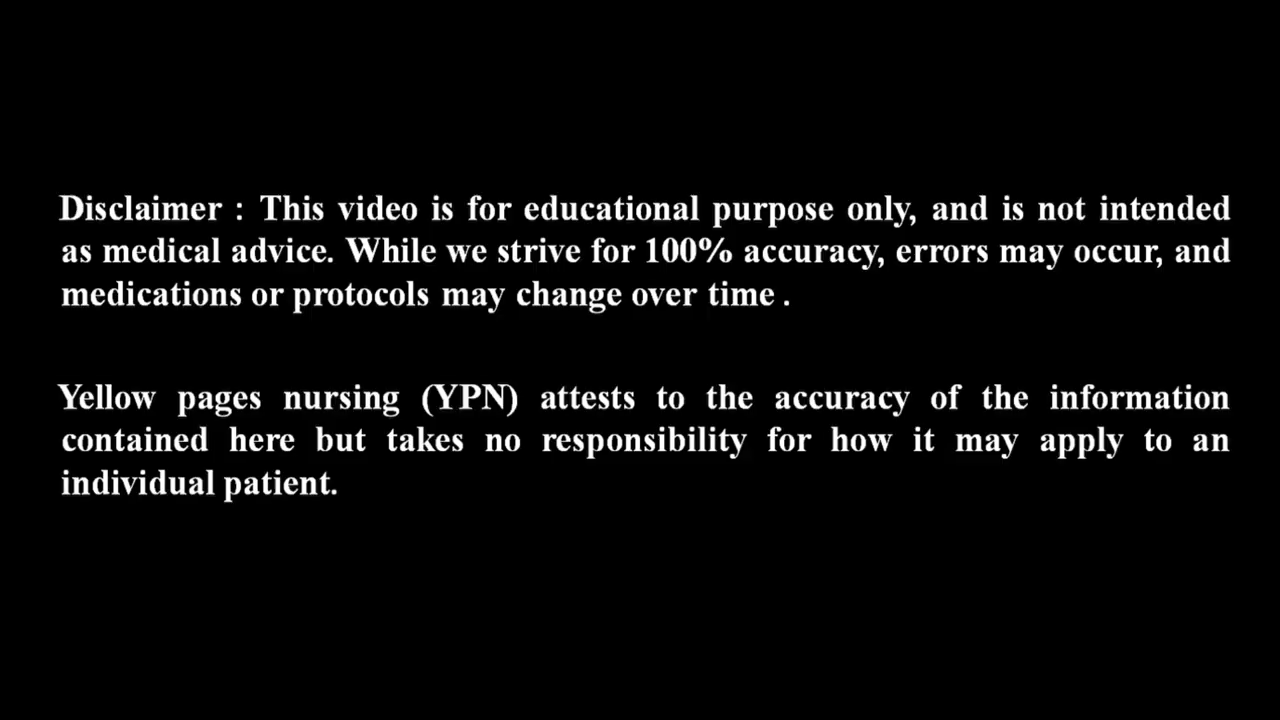 Disclaimer : This video is for educational purpose only, and is not intended
as medical advice. While we strive for 100% accuracy, errors may occur, and
medications or protocols may change over time .
Yellow pages nursing (YPN) attests to the accuracy of the information
contained here but takes no responsibility for how it may apply to an
individual patient.